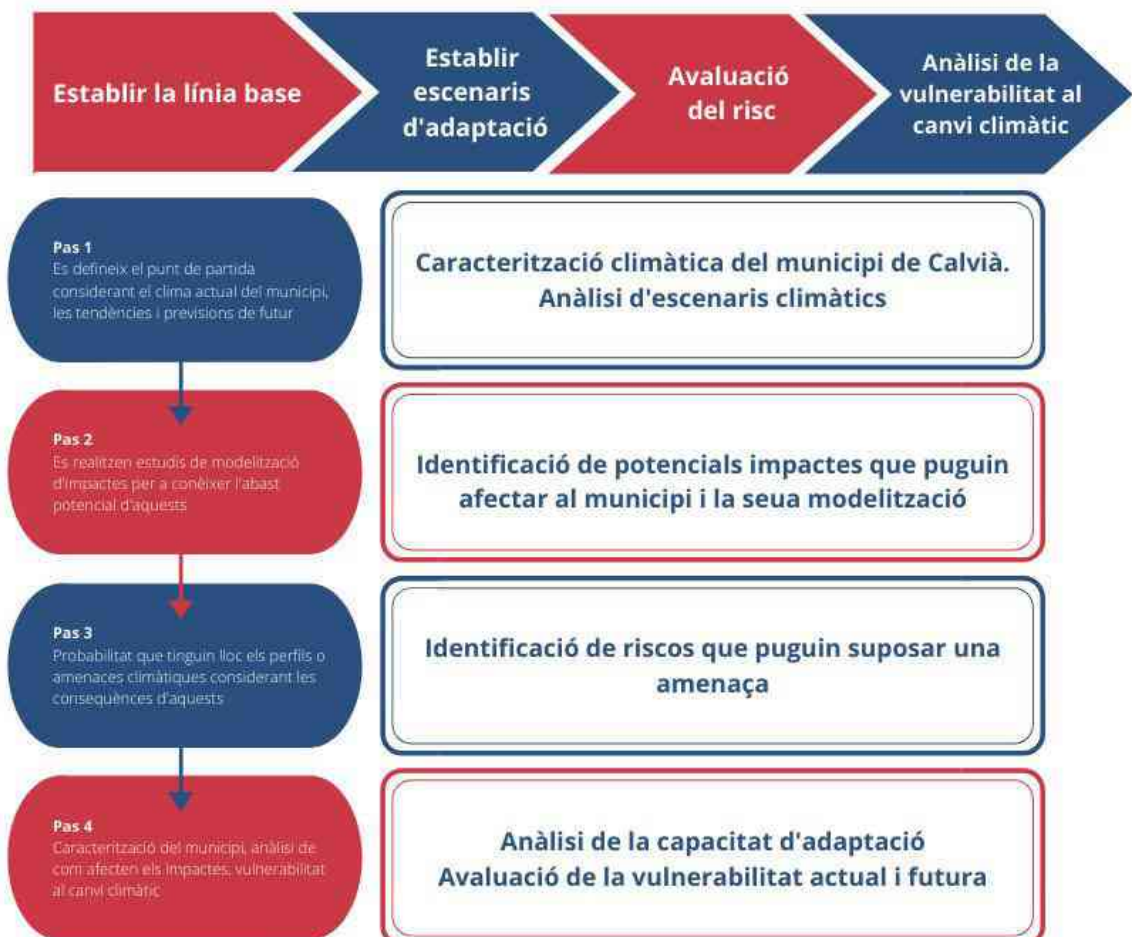 Establir la línia base
Establir
escenaris
d'adaptació
Avaluació
del risc
Anàlisi de la
vulnerabilitat al
canvi climàtic
Pas 1
Es defineix el punt de partida
considerant el clima actual del municipi,
les tendències i previsions de futur
Caracterització climàtica del municipi de Calvià.
Anàlisi d'escenaris climàtics
Pas 2
Es realitzen estudis de modelització
d'impactes per a conèixer l'abast
potencial d'aquests
Identificació de potencials impactes que puguin
afectar al municipi i la seua modelització
Pas 3
Probabilitat que tinguin lloc els perfils o
amenaces climàtiques considerant les
conseqüències d'aquests
Identificació de riscos que puguin suposar una
amenaça
Pas 4
Caracterització del municipi, anàlisi de
com afecten els impactes, vulnerabilitat
al canvi climàtic
Anàlisi de la capacitat d'adaptació
Avaluació de la vulnerabilitat actual i futura